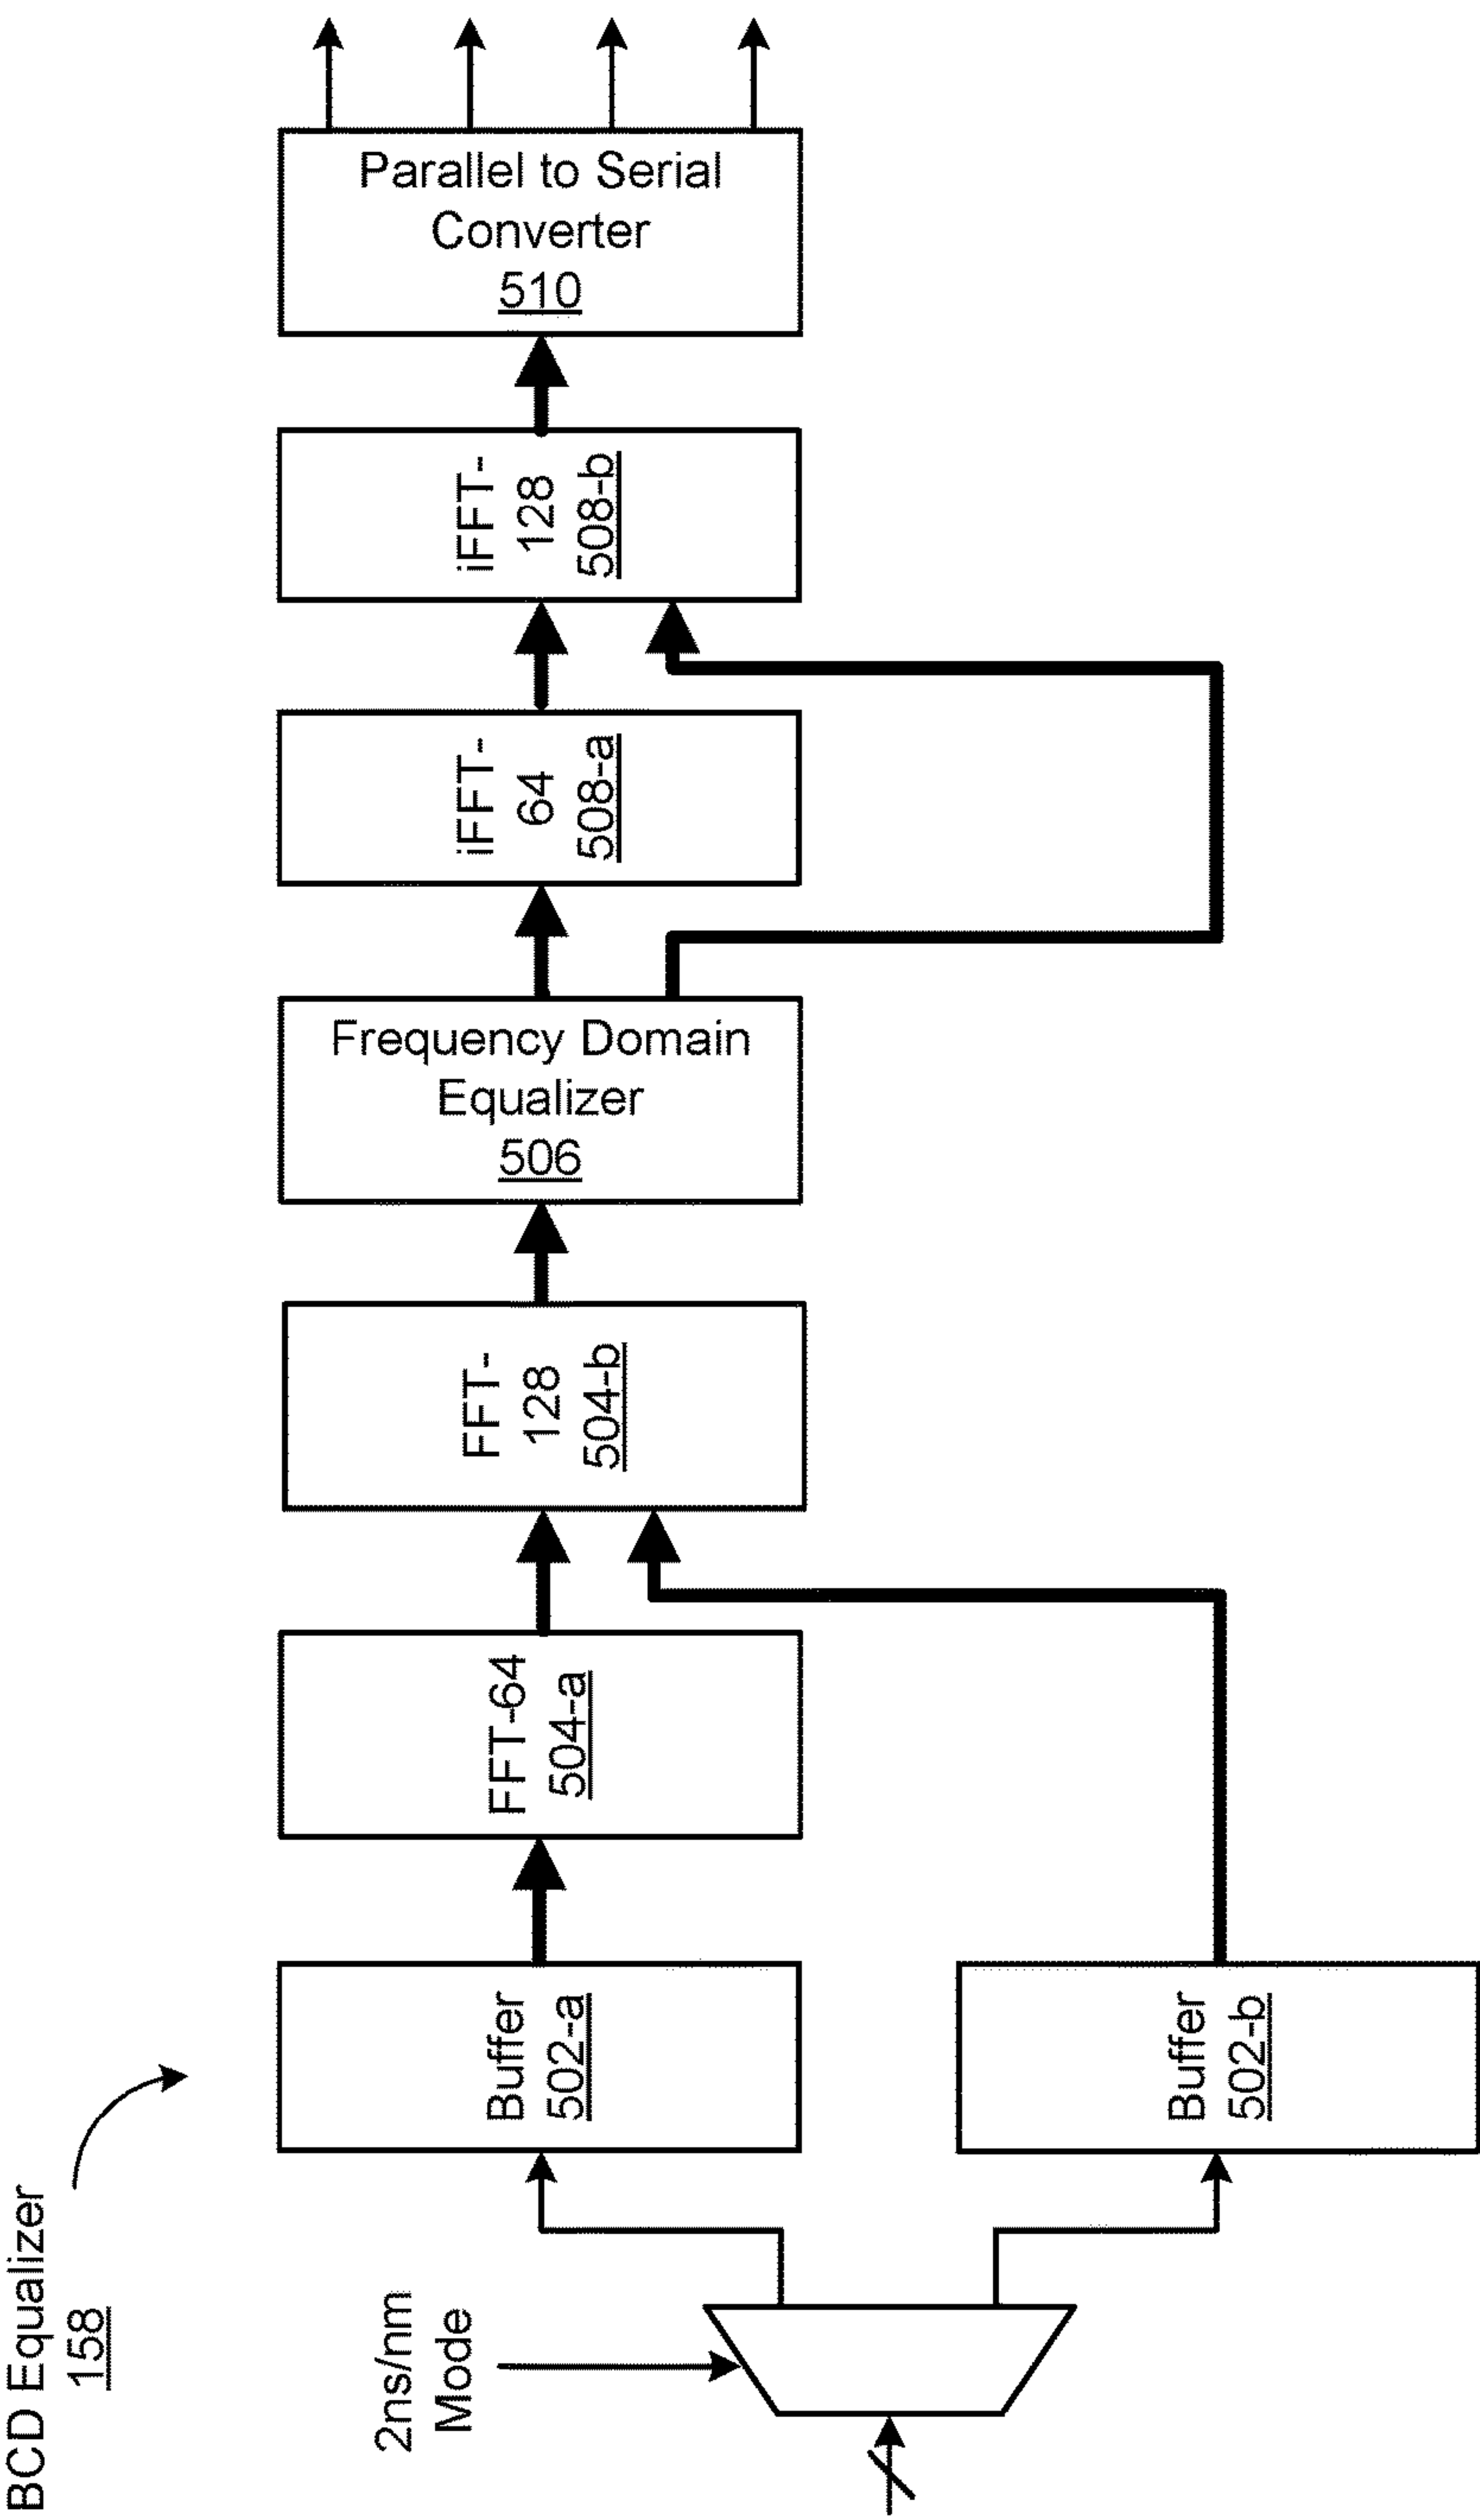 BCD Equalizer
158
2ns/nm
Mode
Buffer
502-a
Buffer
502-b
FFT-64
504-a
FFT-
128
504-b
Frequency Domain
Equalizer
506
iFFT-
64
508-a
iFFT-
128
508-b
Parallel to Serial
Converter
510